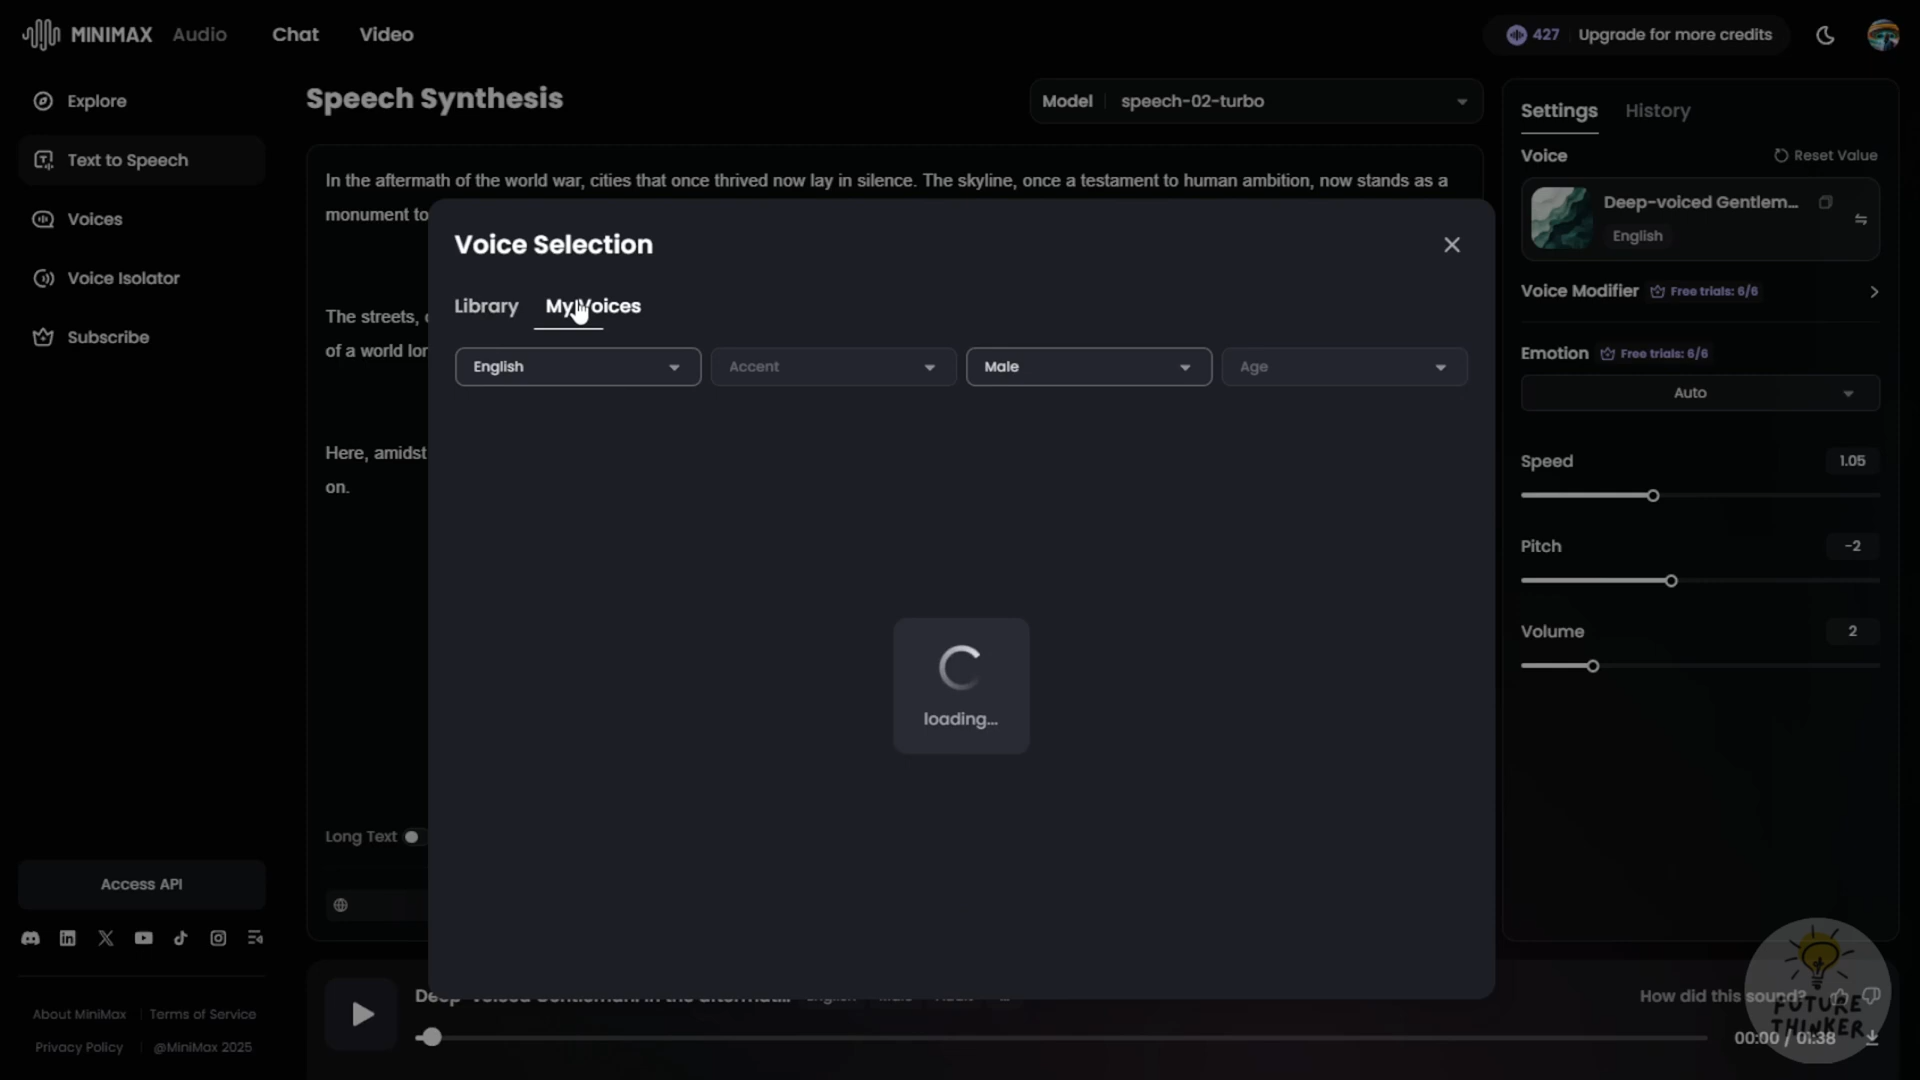 MINIMAX Audio Chat Video
427 Upgrade for more credits
Explore
Text to Speech
Voices
Voice Isolator
Subscribe
Access API
About MiniMax Terms of Service
Privacy Policy @MiniMax 2025
Speech Synthesis
Model speech-02-turbo
In the aftermath of the world war, cities that once thrived now lay in silence. The skyline, once a testament to human ambition, now stands as a
monument to
The streets,
of a world
Here, amidst
on.
Long Text
Voice Selection
Library My Voices
English Accent Male Age
loading...
Settings History
Voice Reset Value
Deep-voiced Gentlem...
English
Voice Modifier Free trials: 6/6
Emotion Free trials: 6/6
Auto
Speed 1.05
Pitch -2
Volume 2
How did this sound?
00:00 / 01:38
FUTURE
THINKER